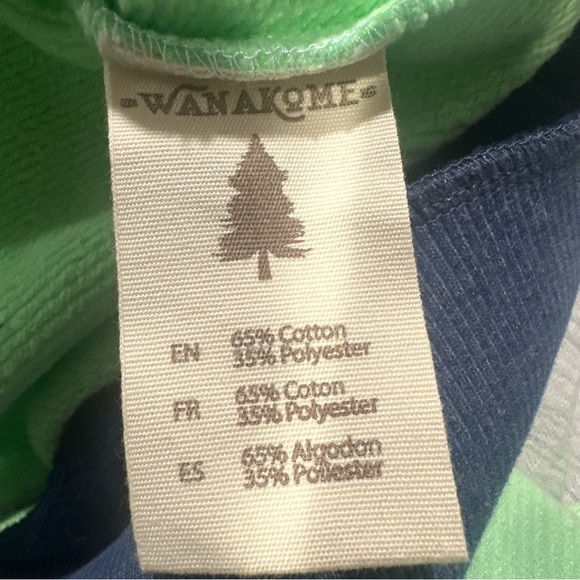 WANAKOME
EN 65% Cotton
35% Polyester
FR 65% Coton
35% Polyester
ES 65% Algodon
35% Poliester